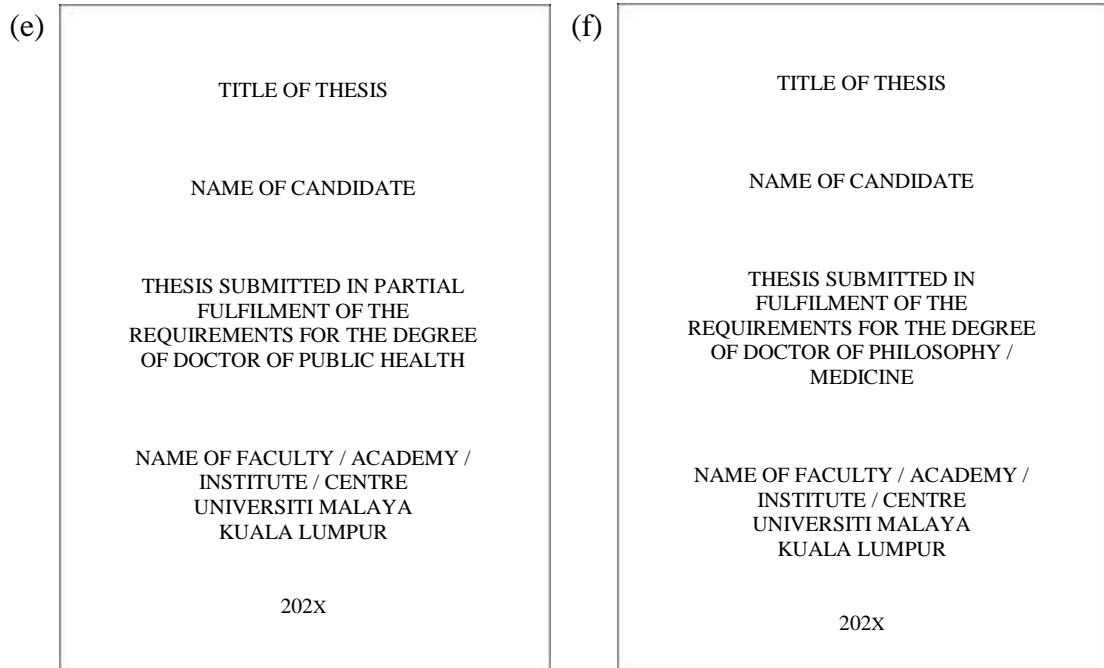 (e)
TITLE OF THESIS
NAME OF CANDIDATE
THESIS SUBMITTED IN PARTIAL
FULFILMENT OF THE
REQUIREMENTS FOR THE DEGREE
OF DOCTOR OF PUBLIC HEALTH
NAME OF FACULTY / ACADEMY /
INSTITUTE / CENTRE
UNIVERSITI MALAYA
KUALA LUMPUR
202X
(f)
TITLE OF THESIS
NAME OF CANDIDATE
THESIS SUBMITTED IN
FULFILMENT OF THE
REQUIREMENTS FOR THE DEGREE
OF DOCTOR OF PHILOSOPHY /
MEDICINE
NAME OF FACULTY / ACADEMY /
INSTITUTE / CENTRE
UNIVERSITI MALAYA
KUALA LUMPUR
202X